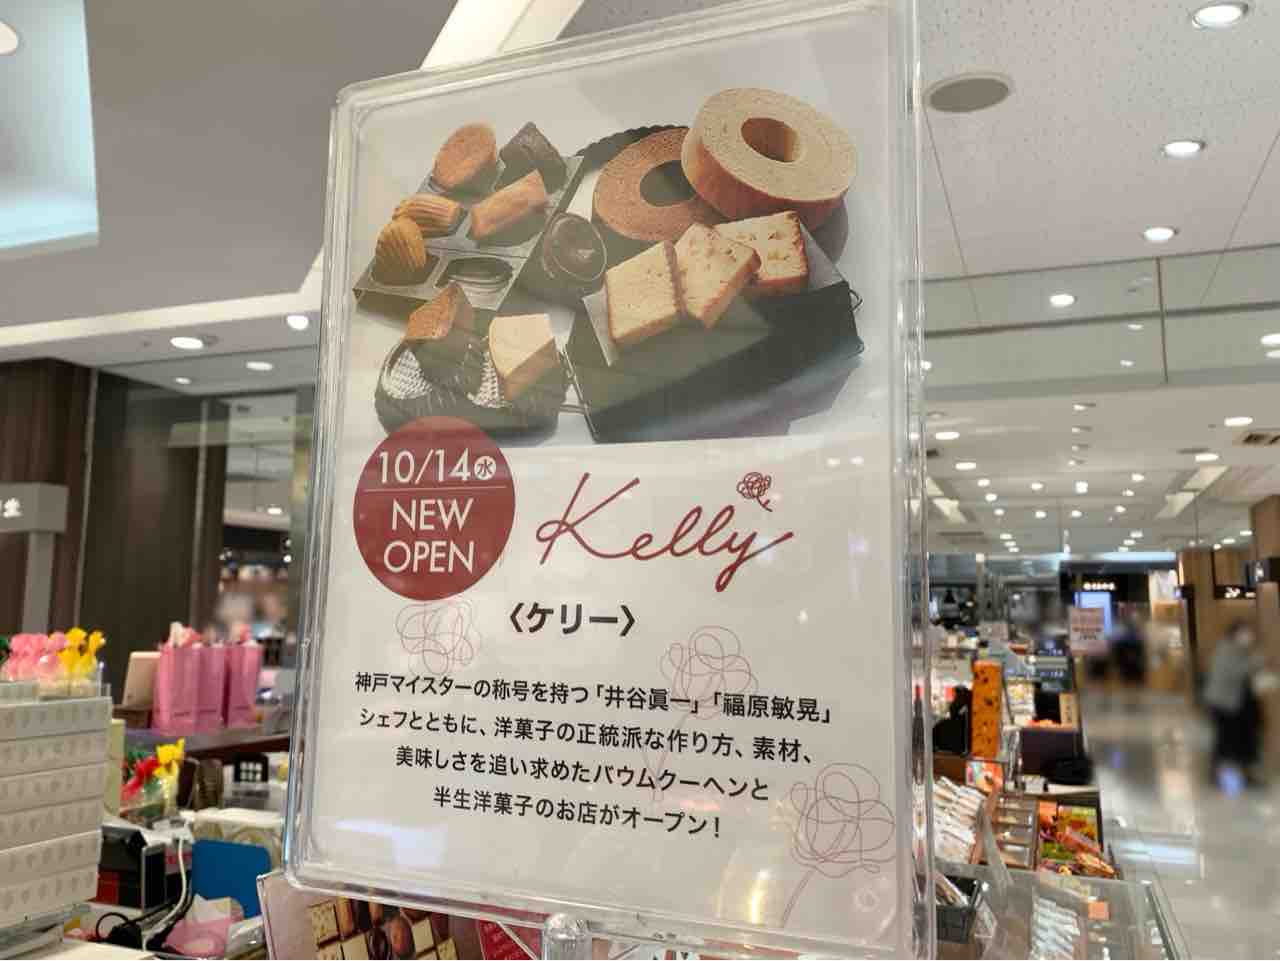 10/14㊌
NEW
OPEN
Kelly
〈ケリー〉
神戸マイスターの称号を持つ「井谷眞一」「福原敏晃」
シェフとともに、洋菓子の正統派な作り方、素材、
美味しさを追い求めたバウムクーヘンと
半生洋菓子のお店がオープン!